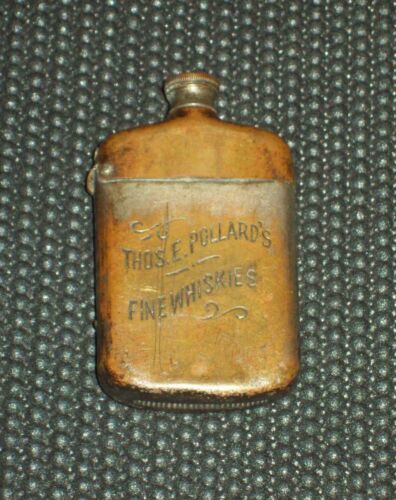 THOS. E. POLLARD'S
FINE WHISKIES